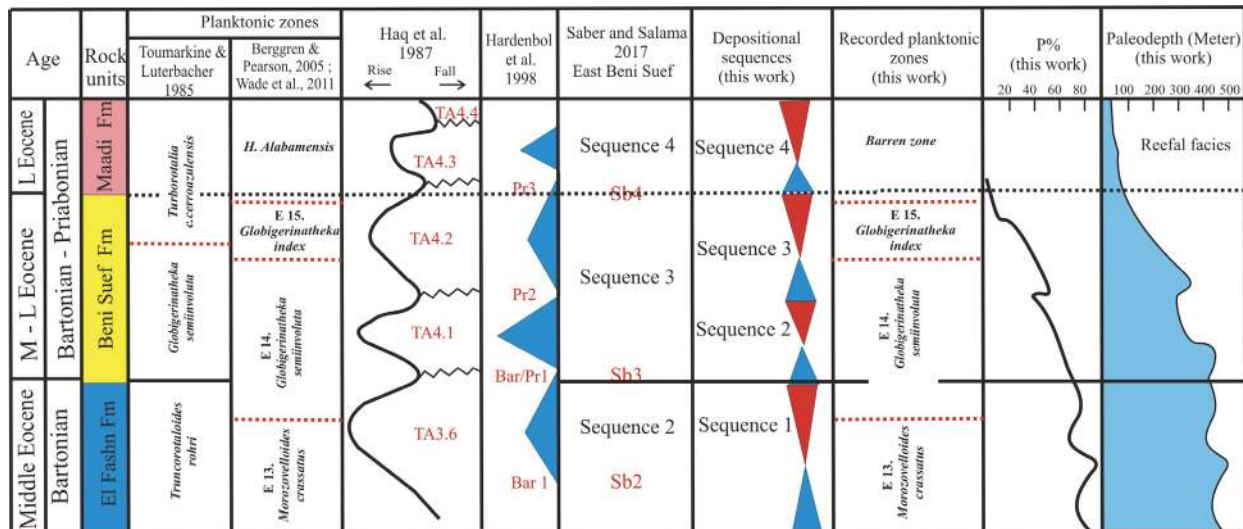 Age
Rock
units
Planktonic zones
Toumarkine &
Luterbacher
1985
Berggren &
Pearson, 2005 ;
Wade et al., 2011
Haq et al.
1987
Rise
Fall
Hardenbol
et al.
1998
Saber and Salama
2017
East Beni Suef
Depositional
sequences
(this work)
Recorded planktonic
zones
(this work)
P%
(this work)
20 40 60 80
Paleodepth (Meter)
(this work)
100 200 300 400 500
L Eocene
M - L Eocene
Middle Eocene
Bartonian - Priabonian
Bartonian
Maadi Fm
Beni Suef Fm
El Fashn Fm
Turborotalia
c.cerroazulensis
Globigerinatheka
semiinvoluta
Truncorotaloides
rohri
H. Alabamensis
E 15.
Globigerinatheka
index
E 14.
Globigerinatheka
semiinvoluta
E 13.
Morozovelloides
crassatus
TA4.4
TA4.3
TA4.2
TA4.1
TA3.6
Pr3
Pr2
Bar/Pr1
Bar 1
Sequence 4
Sb4
Sequence 3
Sb3
Sequence 2
Sb2
Sequence 4
Sequence 3
Sequence 2
Sequence 1
Barren zone
E 15.
Globigerinatheka
index
E 14.
Globigerinatheka
semiinvoluta
E 13.
Morozovelloides
crassatus
Reefal facies